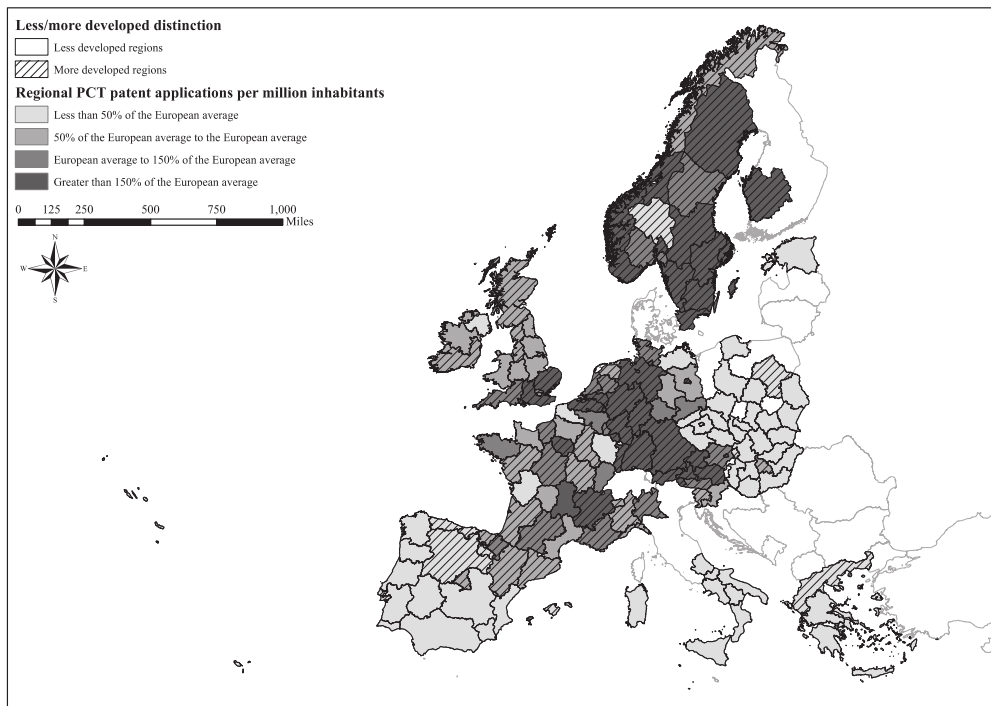 Less/more developed distinction
Less developed regions
More developed regions
Regional PCT patent applications per million inhabitants
Less than 50% of the European average
50% of the European average to the European average
European average to 150% of the European average
Greater than 150% of the European average
0 125 250 500 750 1,000
Miles
N
W E
S